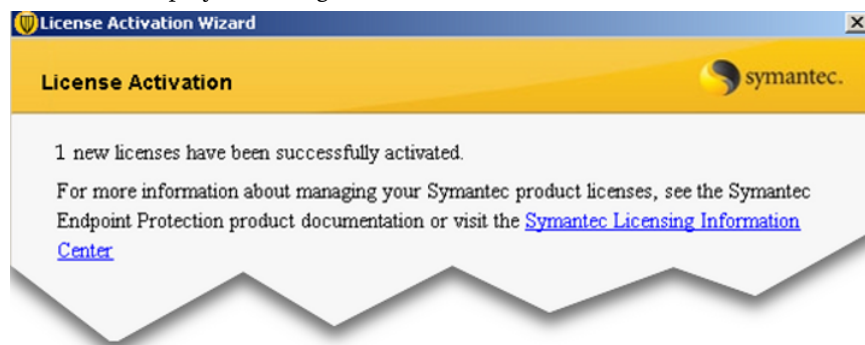 License Activation Wizard
License Activation
symantec.
1 new licenses have been successfully activated.
For more information about managing your Symantec product licenses, see the Symantec
Endpoint Protection product documentation or visit the Symantec Licensing Information
Center